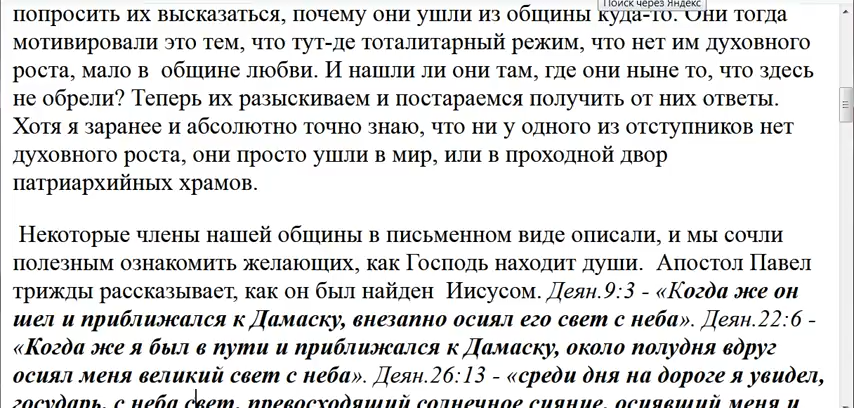 Поиск через Яндекс
попросить их высказаться, почему они ушли из общины куда-то. Они тогда
мотивировали это тем, что тут-де тоталитарный режим, что нет им духовного
роста, мало в  общине любви. И нашли ли они там, где они ныне то, что здесь
не обрели? Теперь их разыскиваем и постараемся получить от них ответы.
Хотя я заранее и абсолютно точно знаю, что ни у одного из отступников нет
духовного роста, они просто ушли в мир, или в проходной двор
патриархийных храмов.
Некоторые члены нашей общины в письменном виде описали, и мы сочли
полезным ознакомить желающих, как Господь находит души.  Апостол Павел
трижды рассказывает, как он был найден  Иисусом. Деян.9:3 - «Когда же он
шел и приближался к Дамаску, внезапно осиял его свет с неба». Деян.22:6 -
«Когда же я был в пути и приближался к Дамаску, около полудня вдруг
осиял меня великий свет с неба». Деян.26:13 - «среди дня на дороге я увидел,
государь, с неба свет, превосходящий солнечное сияние, осиявший меня и